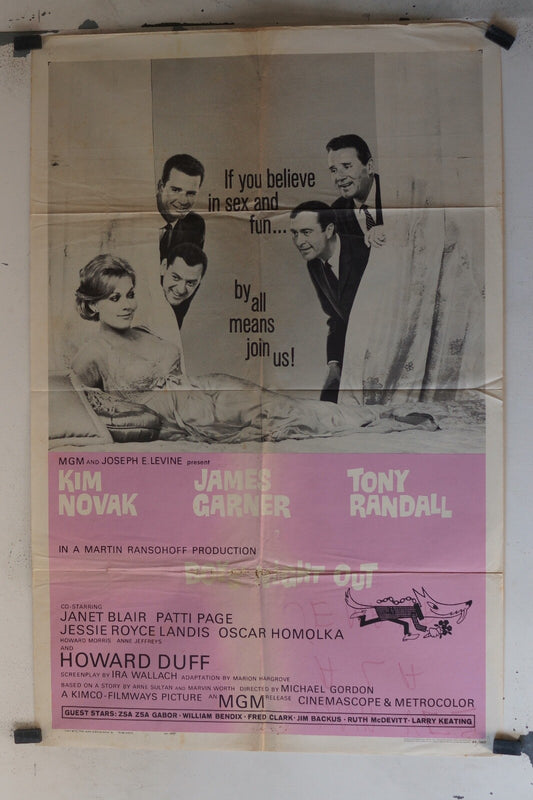 If you believe
in sex and
fun...
by all
means
join us!
MGM AND JOSEPH E. LEVINE present
KIM NOVAK
JAMES GARNER
TONY RANDALL
IN A MARTIN RANSOHOFF PRODUCTION
BOYS' NIGHT OUT
CO-STARRING
JANET BLAIR PATTI PAGE
JESSIE ROYCE LANDIS OSCAR HOMOLKA
HOWARD MORRIS ANNE JEFFREYS
AND
HOWARD DUFF
SCREENPLAY BY IRA WALLACH ADAPTATION BY MARION HARGROVE
BASED ON A STORY BY ARNE SULTAN AND MARVIN WORTH DIRECTED BY MICHAEL GORDON
A KIMCO-FILMWAYS PICTURE AN MGM RELEASE CINEMASCOPE & METROCOLOR
GUEST STARS: ZSA ZSA GABOR · WILLIAM BENDIX · FRED CLARK · JIM BACKUS · RUTH McDEVITT · LARRY KEATING